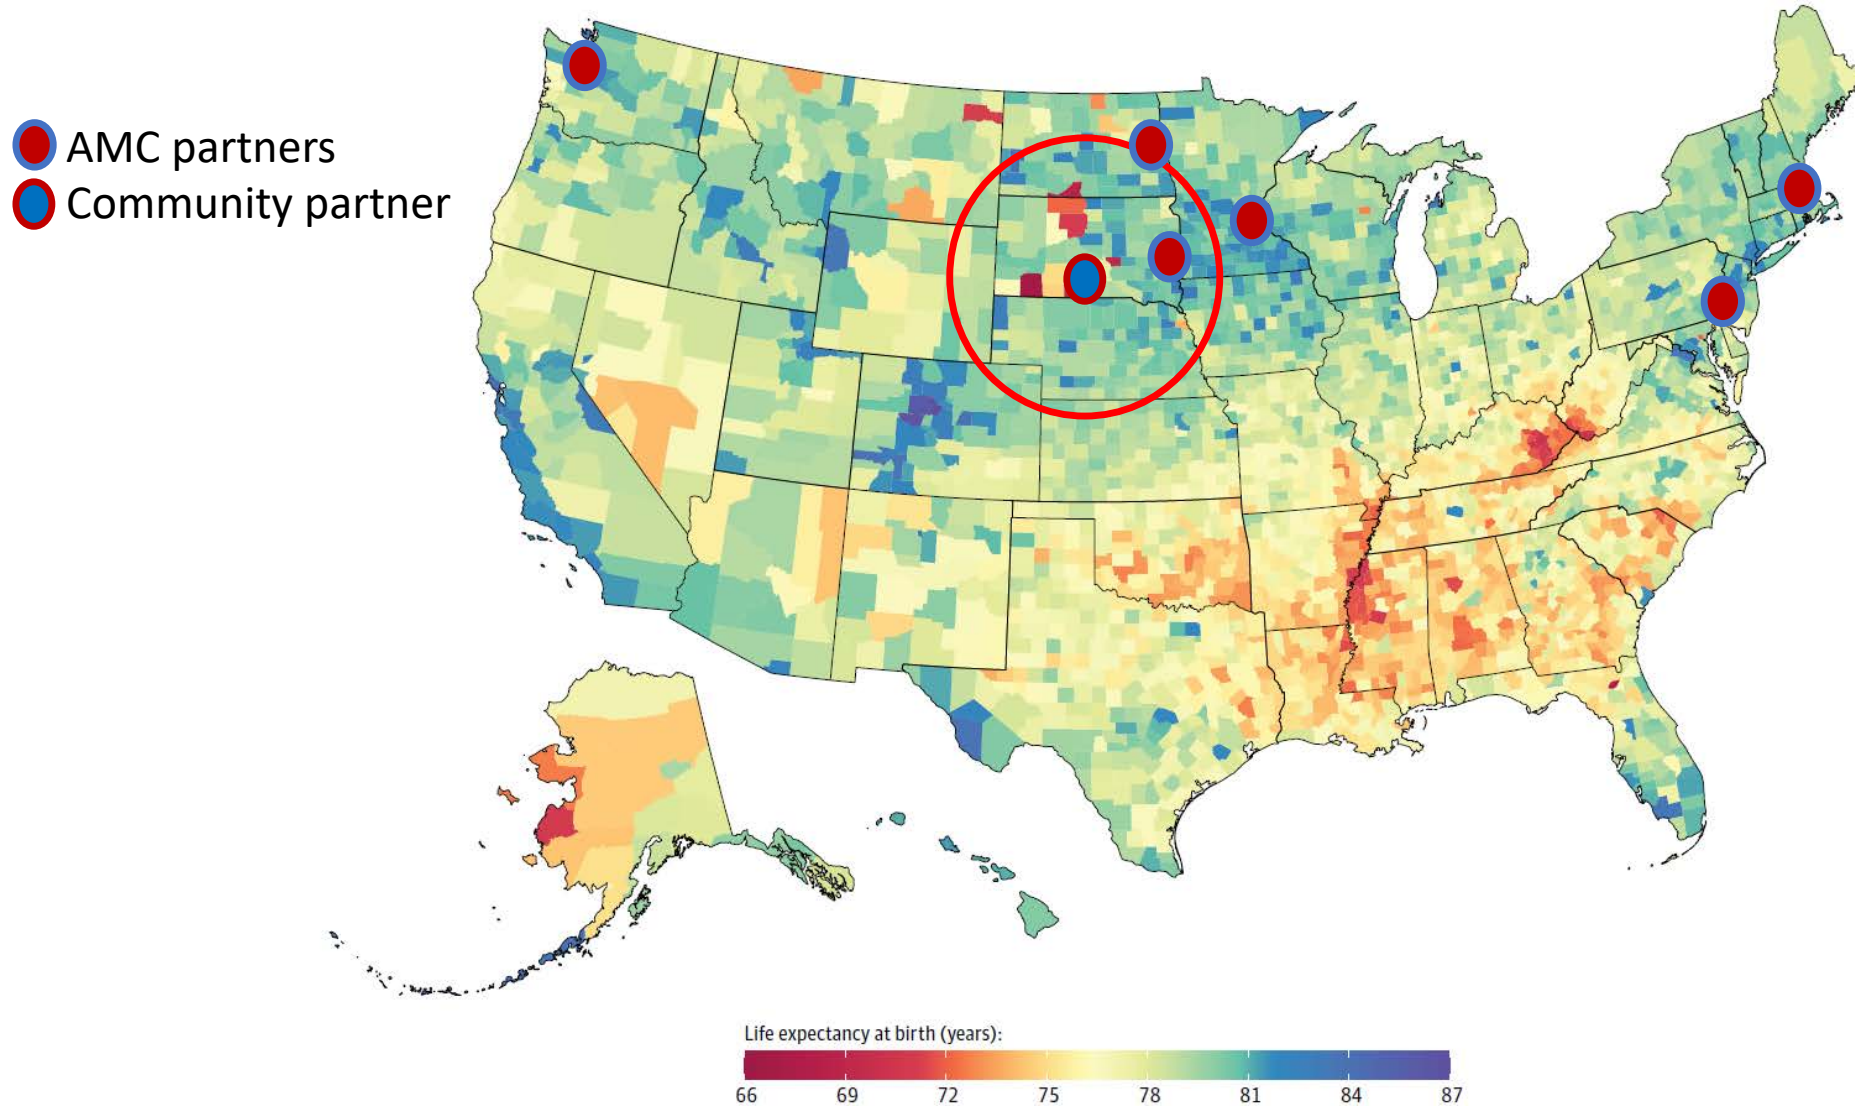 AMC partners
Community partner
Life expectancy at birth (years):
66 69 72 75 78 81 84 87